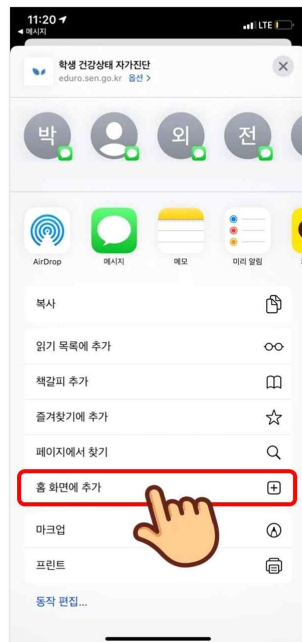 11:20
◀ 메시지
LTE
학생 건강상태 자가진단
eduro.sen.go.kr 옵션 >
박
외
전
AirDrop
메시지
메모
미리 알림
복사
읽기 목록에 추가
책갈피 추가
즐겨찾기에 추가
페이지에서 찾기
홈 화면에 추가
마크업
프린트
동작 편집...